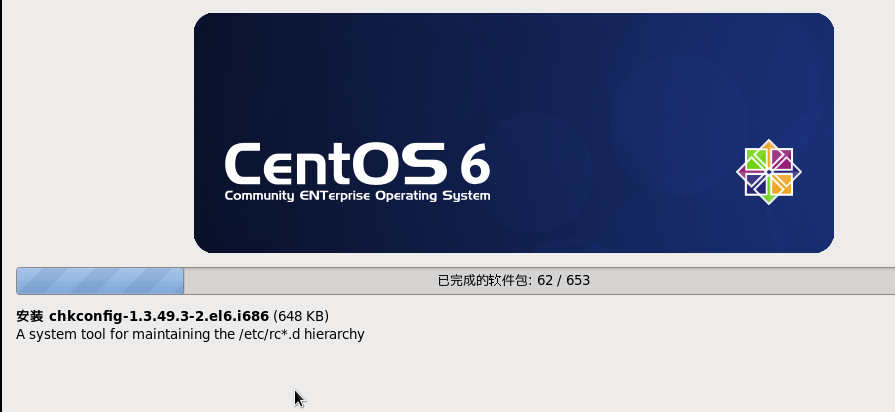 CentOS 6
Community ENTerprise Operating System
已完成的软件包: 62 / 653
安装 chkconfig-1.3.49.3-2.el6.i686 (648 KB)
A system tool for maintaining the /etc/rc*.d hierarchy